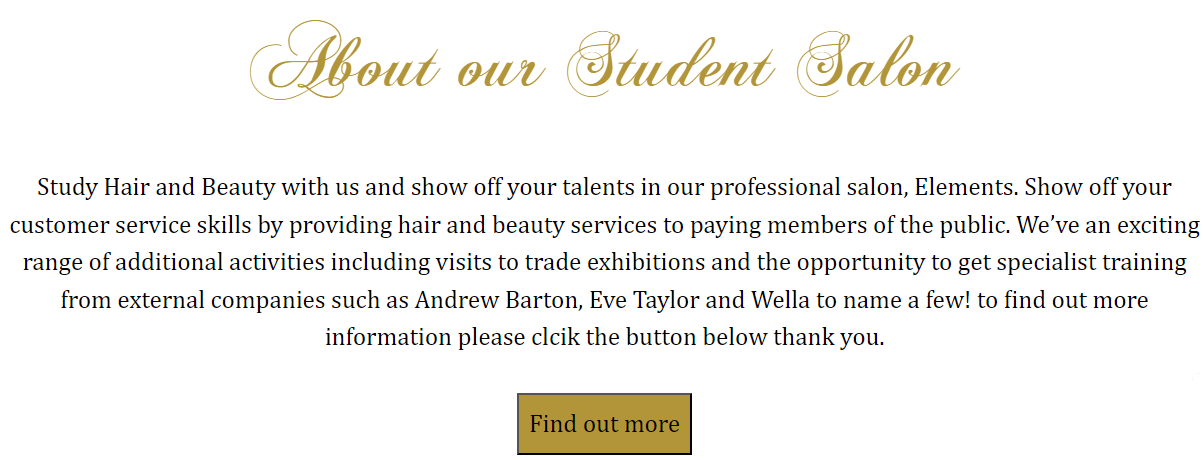 About our Student Salon
Study Hair and Beauty with us and show off your talents in our professional salon, Elements. Show off your
customer service skills by providing hair and beauty services to paying members of the public. We’ve an exciting
range of additional activities including visits to trade exhibitions and the opportunity to get specialist training
from external companies such as Andrew Barton, Eve Taylor and Wella to name a few! to find out more
information please clcik the button below thank you.
Find out more